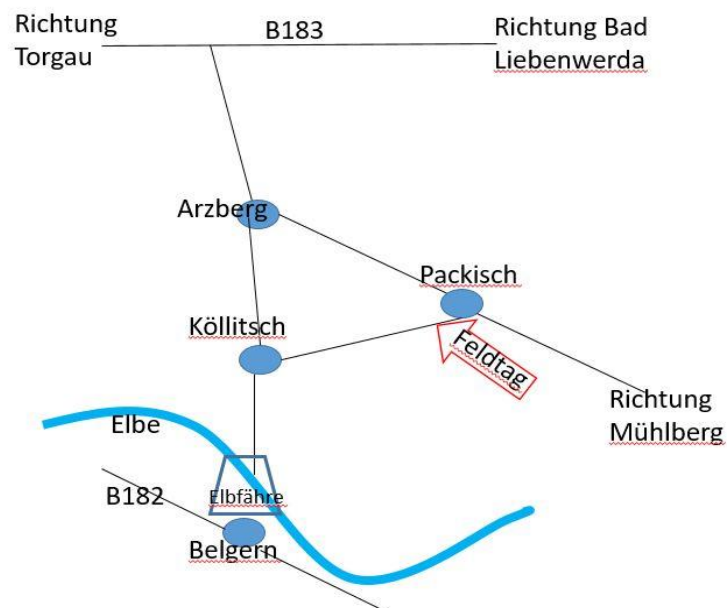 Richtung
Torgau
B183
Richtung Bad
Liebenwerda
Arzberg
Packisch
Köllitsch
Feldtag
Richtung
Mühlberg
Elbe
B182
Elbfähre
Belgern